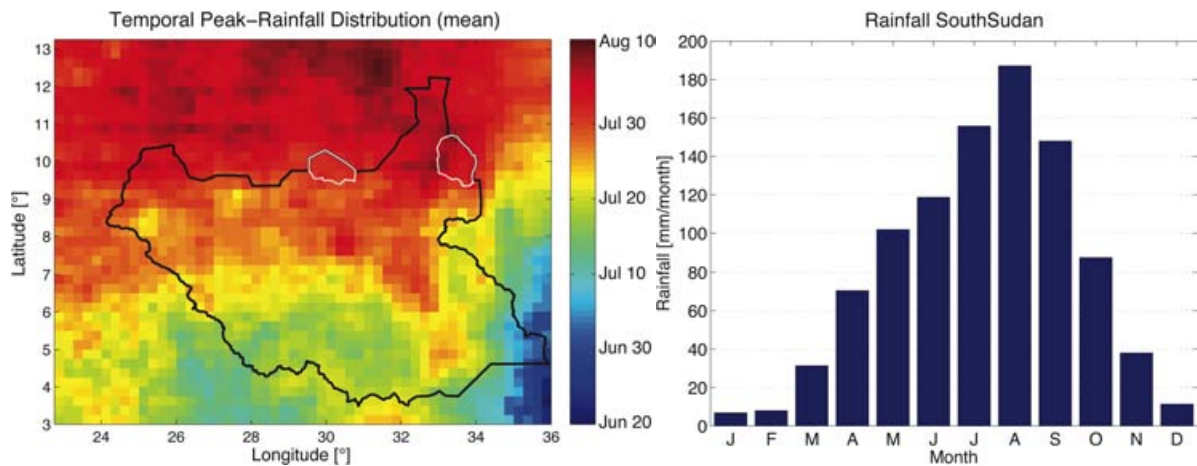 Temporal Peak−Rainfall Distribution (mean)
13
12
11
10
9
8
7
6
5
4
3
Latitude [°]
24 26 28 30 32 34 36
Longitude [°]
Aug 10
Jul 30
Jul 20
Jul 10
Jun 30
Jun 20
Rainfall SouthSudan
200
180
160
140
120
100
80
60
40
20
0
Rainfall [mm/month]
J F M A M J J A S O N D
Month